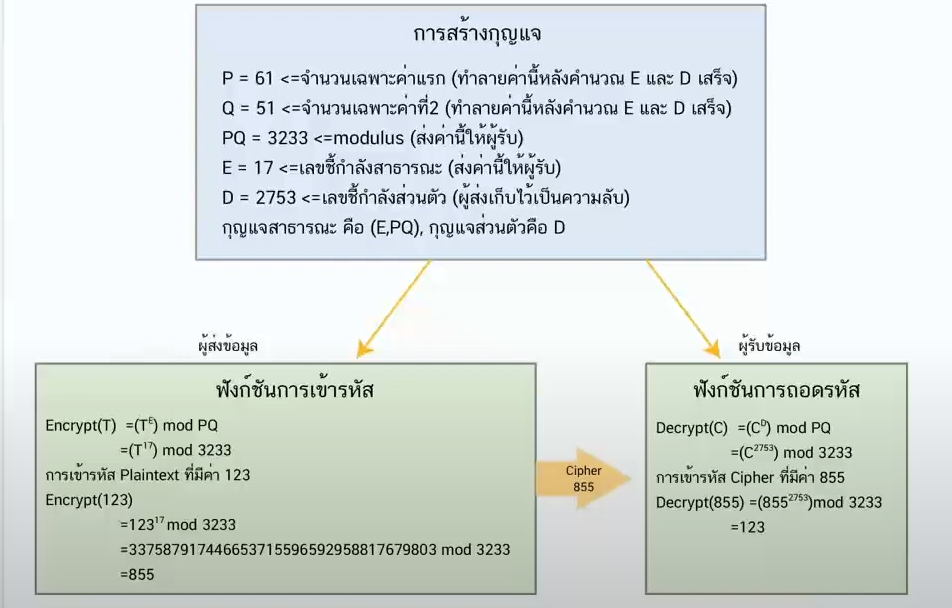 การสร้างกุญแจ
P = 61 <=จำนวนเฉพาะค่าแรก (ทำลายค่านี้หลังคำนวณ E และ D เสร็จ)
Q = 51 <=จำนวนเฉพาะค่าที่2 (ทำลายค่านี้หลังคำนวณ E และ D เสร็จ)
PQ = 3233 <=modulus (ส่งค่านี้ให้ผู้รับ)
E = 17 <=เลขชี้กำลังสาธารณะ (ส่งค่านี้ให้ผู้รับ)
D = 2753 <=เลขชี้กำลังส่วนตัว (ผู้ส่งเก็บไว้เป็นความลับ)
กุญแจสาธารณะ คือ (E,PQ), กุญแจส่วนตัวคือ D
ผู้ส่งข้อมูล
ฟังก์ชันการเข้ารหัส
Encrypt(T) =(T^E) mod PQ
=(T^17) mod 3233
การเข้ารหัส Plaintext ที่มีค่า 123
Encrypt(123)
=123^17 mod 3233
=337587917446653715596592958817679803 mod 3233
=855
Cipher
855
ผู้รับข้อมูล
ฟังก์ชันการถอดรหัส
Decrypt(C) =(C^D) mod PQ
=(C^2753) mod 3233
การเข้ารหัส Cipher ที่มีค่า 855
Decrypt(855) =(855^2753)mod 3233
=123